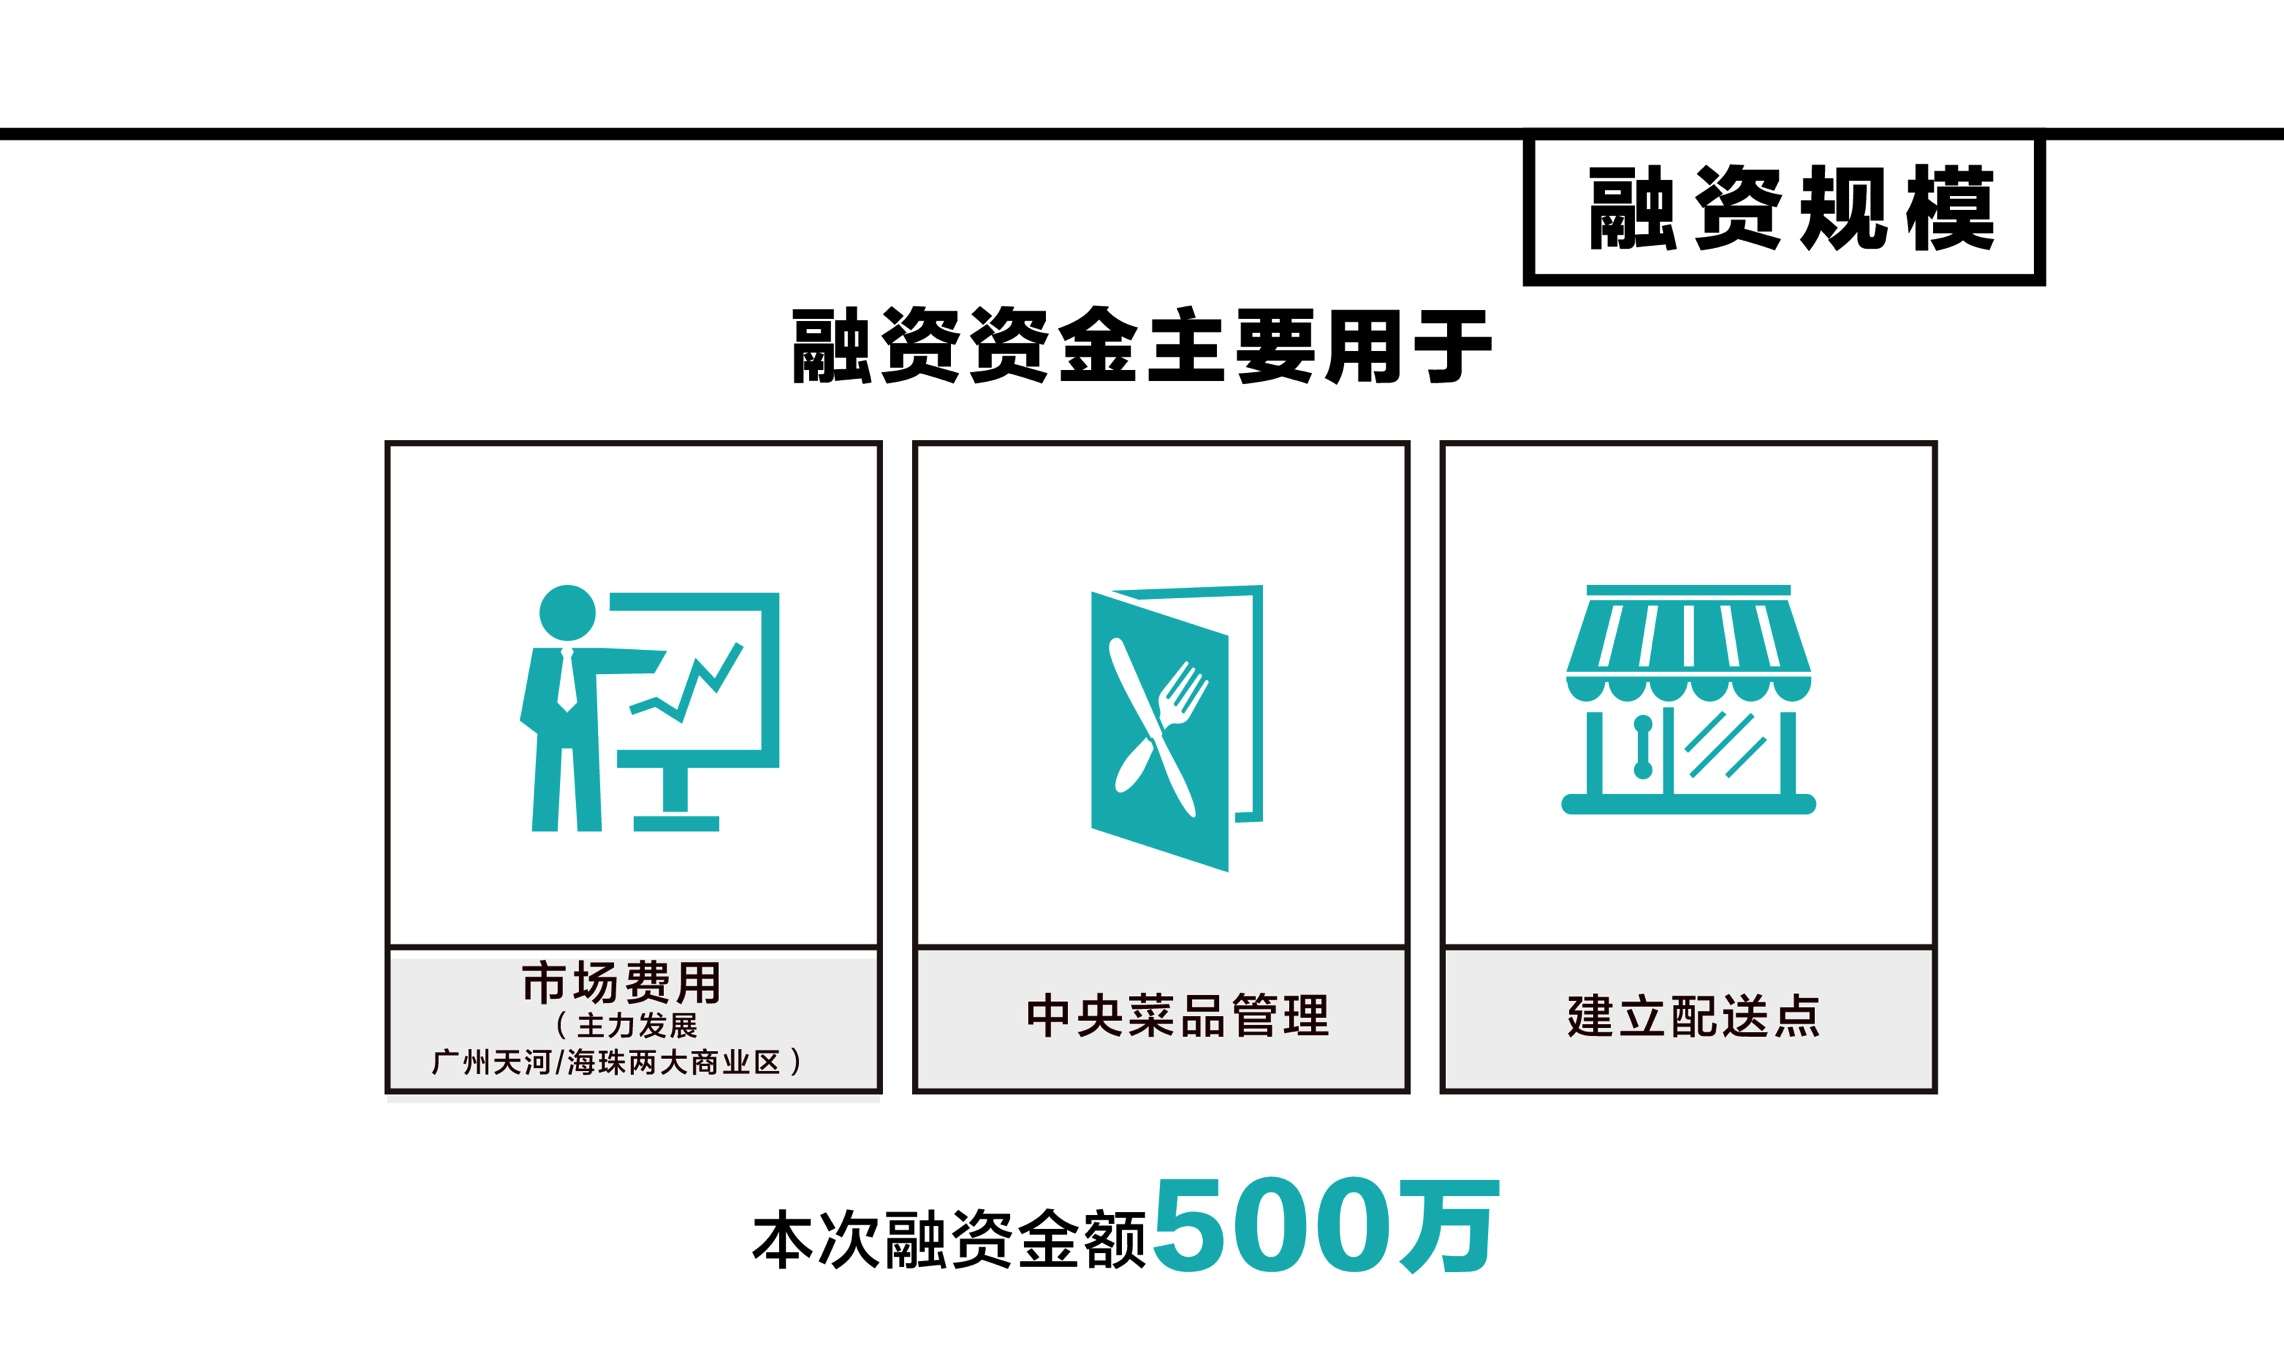 融资规模
融资资金主要用于
市场费用
（主力发展
广州天河/海珠两大商业区）
中央菜品管理
建立配送点
本次融资金额500万